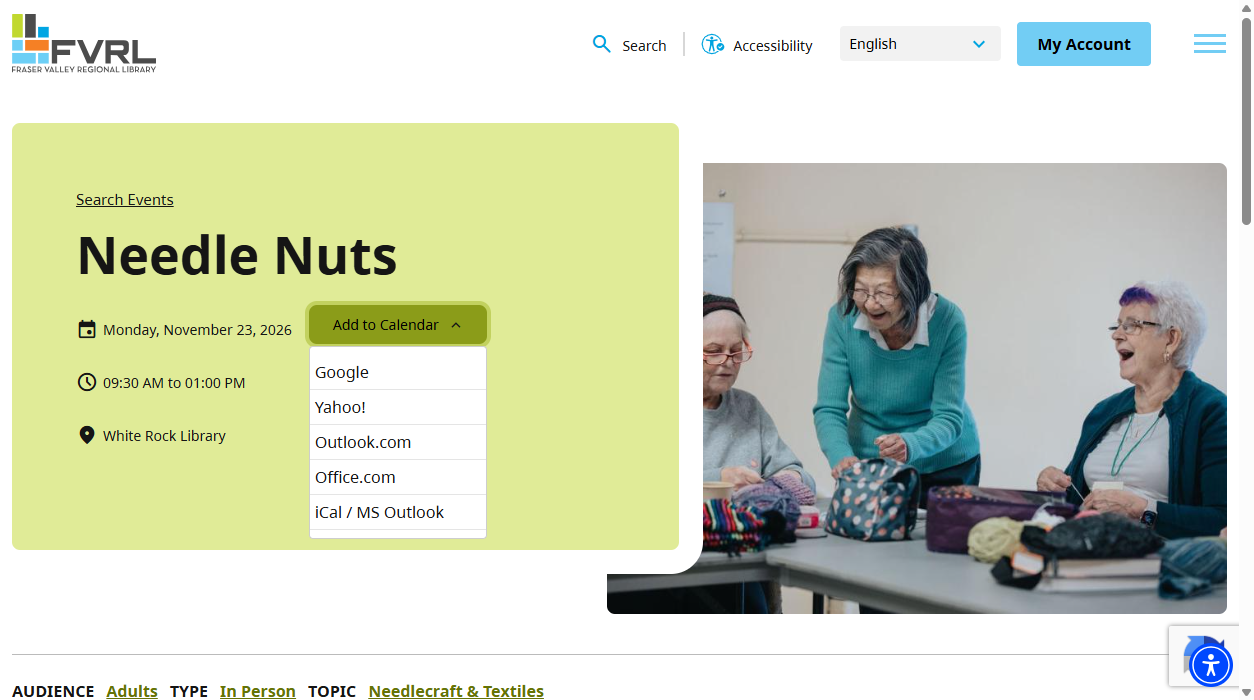 FVRL
FRASER VALLEY REGIONAL LIBRARY
Search
Accessibility
English
My Account
Search Events
Needle Nuts
Monday, November 23, 2026
Add to Calendar
09:30 AM to 01:00 PM
White Rock Library
Google
Yahoo!
Outlook.com
Office.com
iCal / MS Outlook
AUDIENCE Adults TYPE In Person TOPIC Needlecraft & Textiles